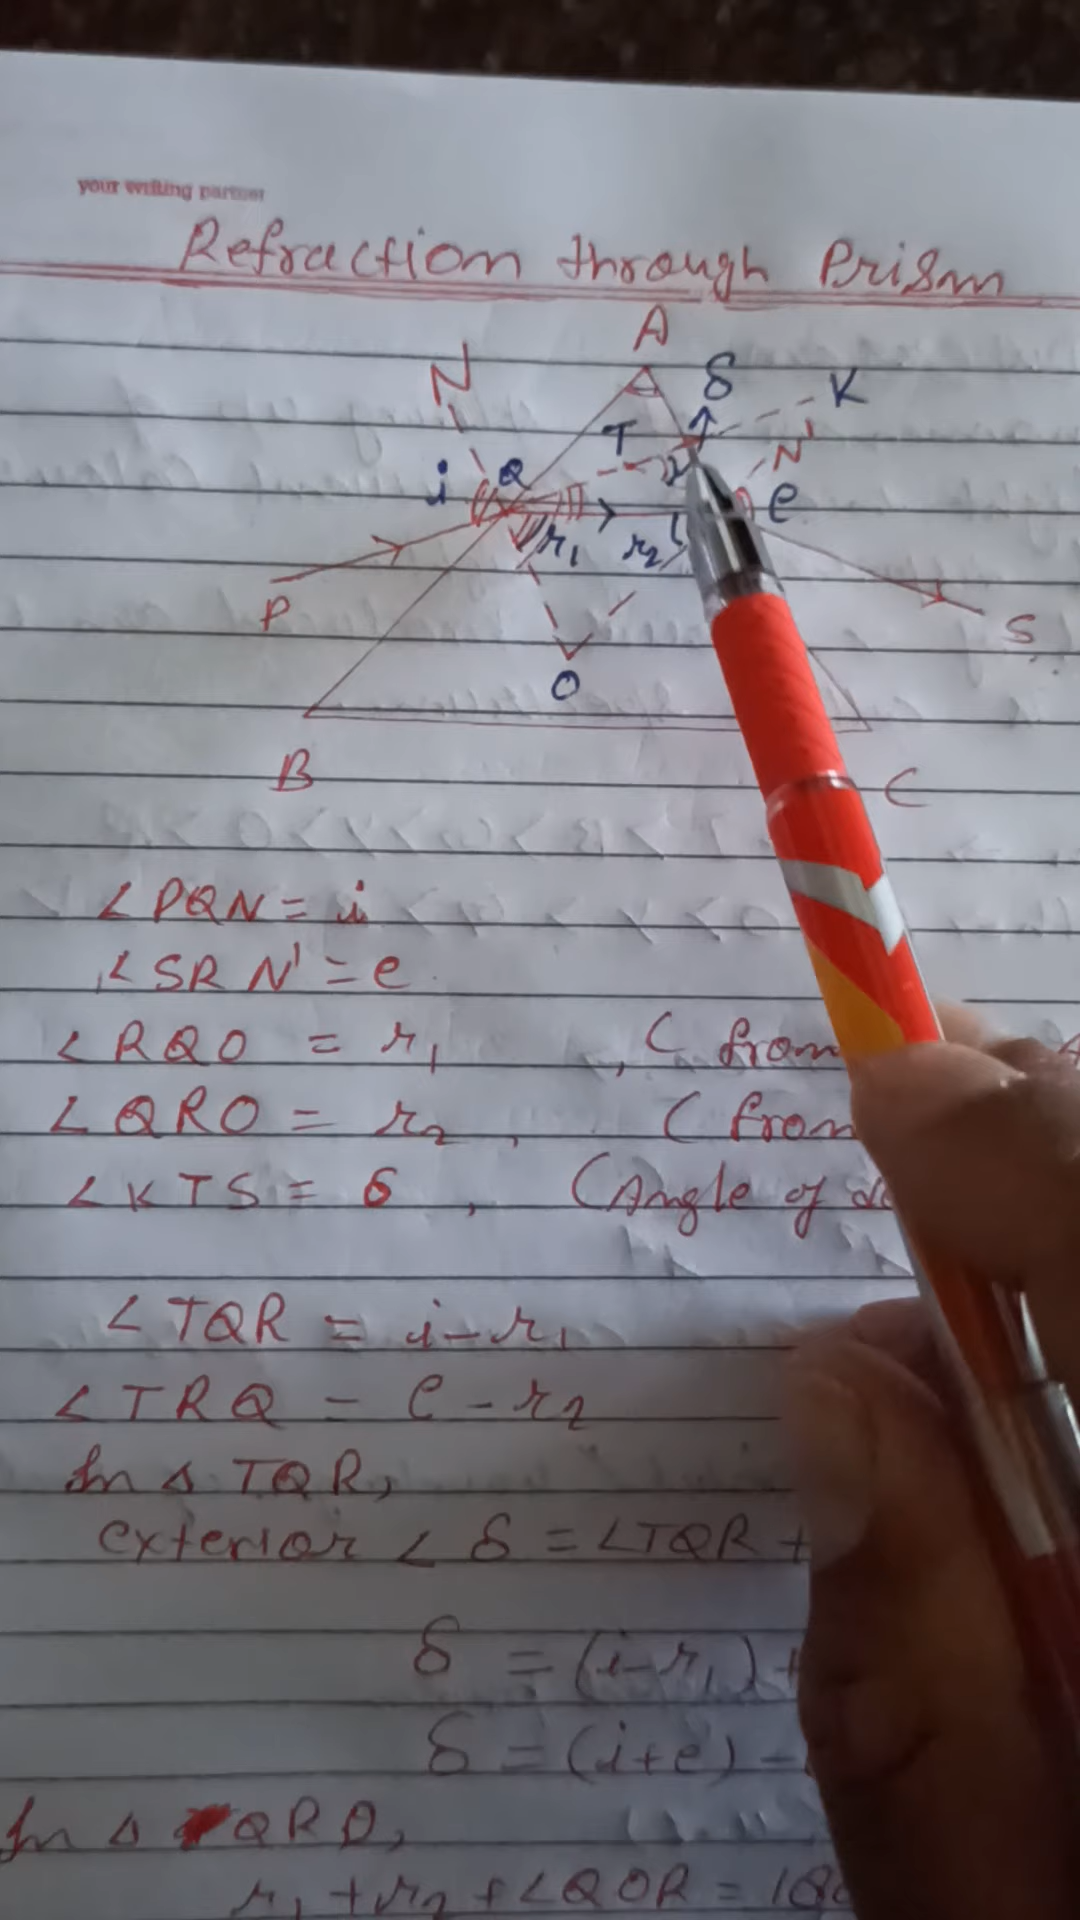 your writing partner
Refraction through Prism
A
N
δ
K
T
N'
i
Q
e
r₁
r₂
P
S
O
B
C
∠PQN = i
∠SRN' = e
∠RQO = r₁ , ( from
∠QRO = r₂ , ( from
∠KTS = δ , (Angle of
∠TQR = i-r₁
∠TRQ = e-r₂
In Δ TQR,
exterior ∠ δ = ∠TQR +
δ = (i-r₁) +
δ = (i+e) -
In Δ QRO,
r₁ + r₂ + ∠QOR = 180